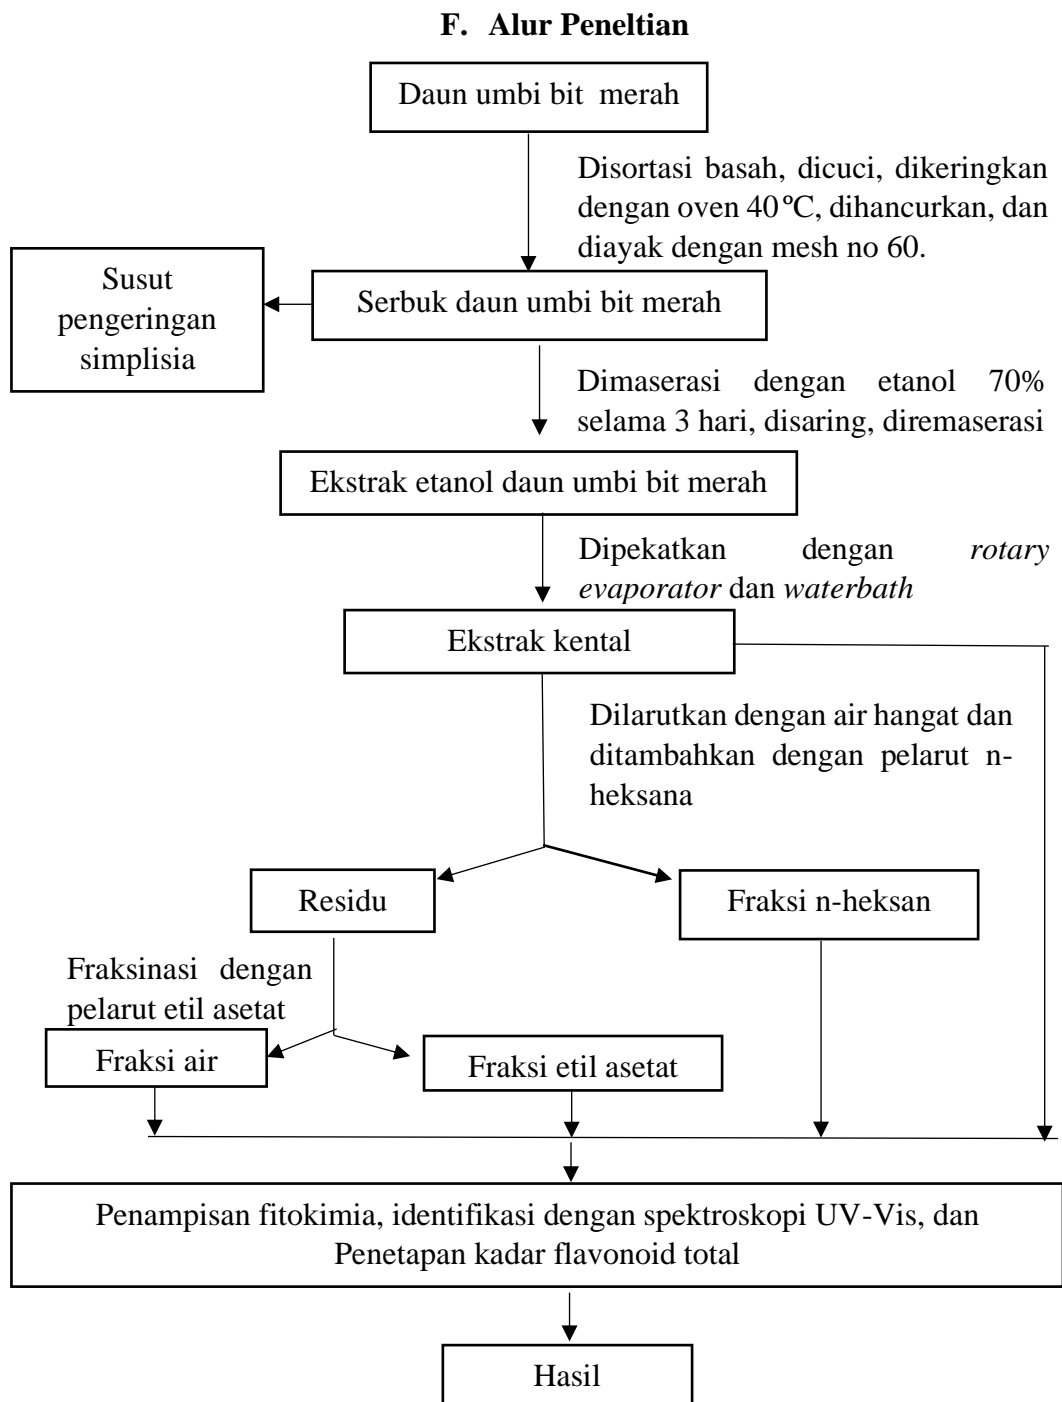 F. Alur Peneltian
Daun umbi bit merah
Disortasi basah, dicuci, dikeringkan
dengan oven 40℃, dihancurkan, dan
diayak dengan mesh no 60.
Susut
pengeringan
simplisia
Serbuk daun umbi bit merah
Dimaserasi dengan etanol 70%
selama 3 hari, disaring, diremaserasi
Ekstrak etanol daun umbi bit merah
Dipekatkan dengan rotary
evaporator dan waterbath
Ekstrak kental
Dilarutkan dengan air hangat dan
ditambahkan dengan pelarut n-
heksana
Residu
Fraksi n-heksan
Fraksinasi dengan
pelarut etil asetat
Fraksi air
Fraksi etil asetat
Penampisan fitokimia, identifikasi dengan spektroskopi UV-Vis, dan
Penetapan kadar flavonoid total
Hasil